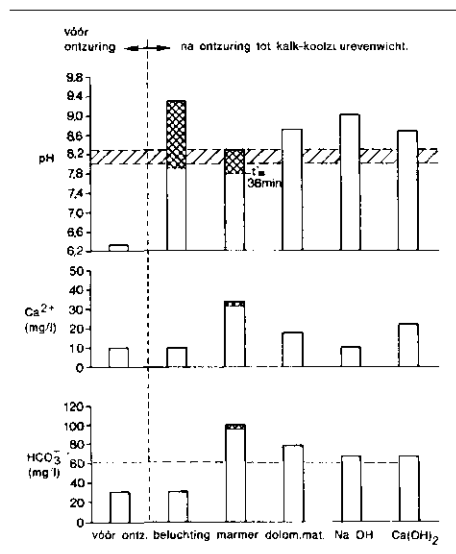 vóór
ontzuring
na ontzuring tot kalk-koolzuurevenwicht.
9,8
9,4
9,0
8,6
8,2
7,8
7,4
7,0
6,6
6,2
pH
t=
36min
50
40
30
20
10
0
Ca2+
(mg/l)
120
100
80
60
40
20
0
HCO3-
(mg/l)
vóór ontz. beluchting marmer dolom.mat. Na OH Ca(OH)2